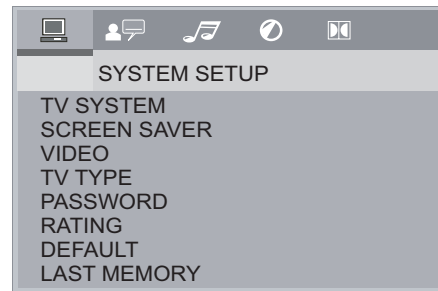 SYSTEM SETUP
TV SYSTEM
SCREEN SAVER
VIDEO
TV TYPE
PASSWORD
RATING
DEFAULT
LAST MEMORY